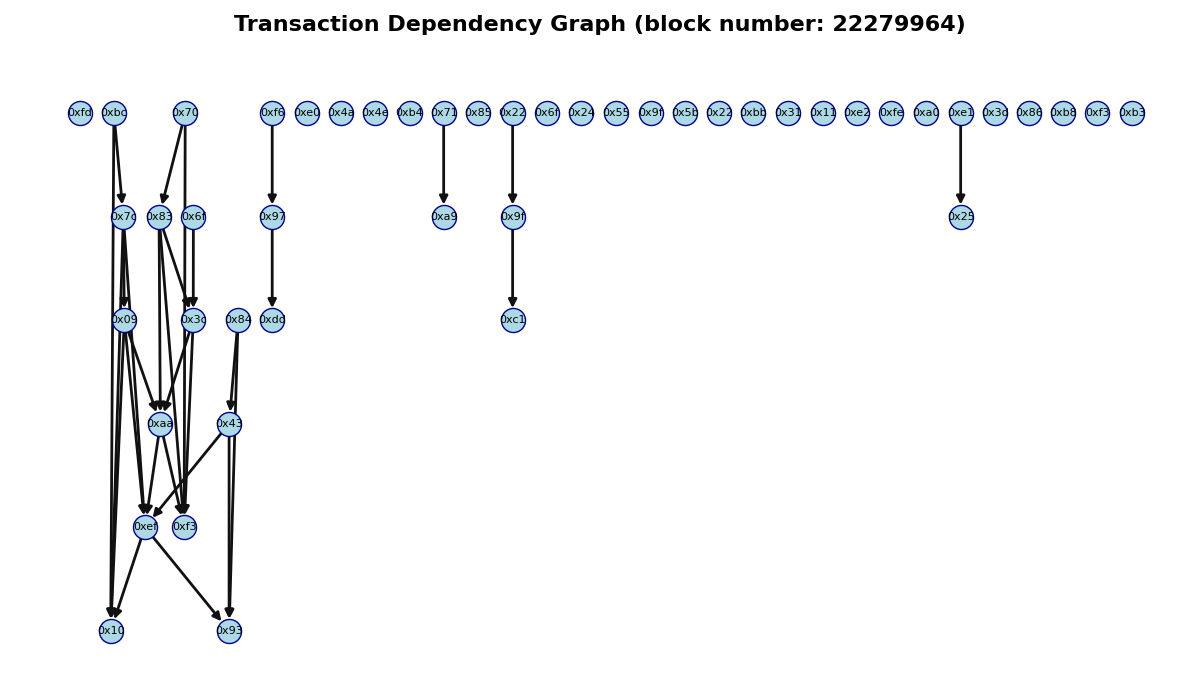 Transaction Dependency Graph (block number: 22279964)
0xfd 0xbc 0x70 0xf6 0xe0 0x4a 0x4e 0xb4 0x71 0x85 0x22 0x6f 0x24 0x55 0x9f 0x5b 0x22 0xbb 0x31 0x11 0xe2 0xfe 0xa0 0xe1 0x3c 0x86 0xb8 0xf3 0xb3
0x7c 0x83 0x6f 0x97 0xa9 0x9f 0x25
0x09 0x3c 0x84 0xdd 0xc1
0xaa 0x43
0xef 0xf3
0x10 0x93